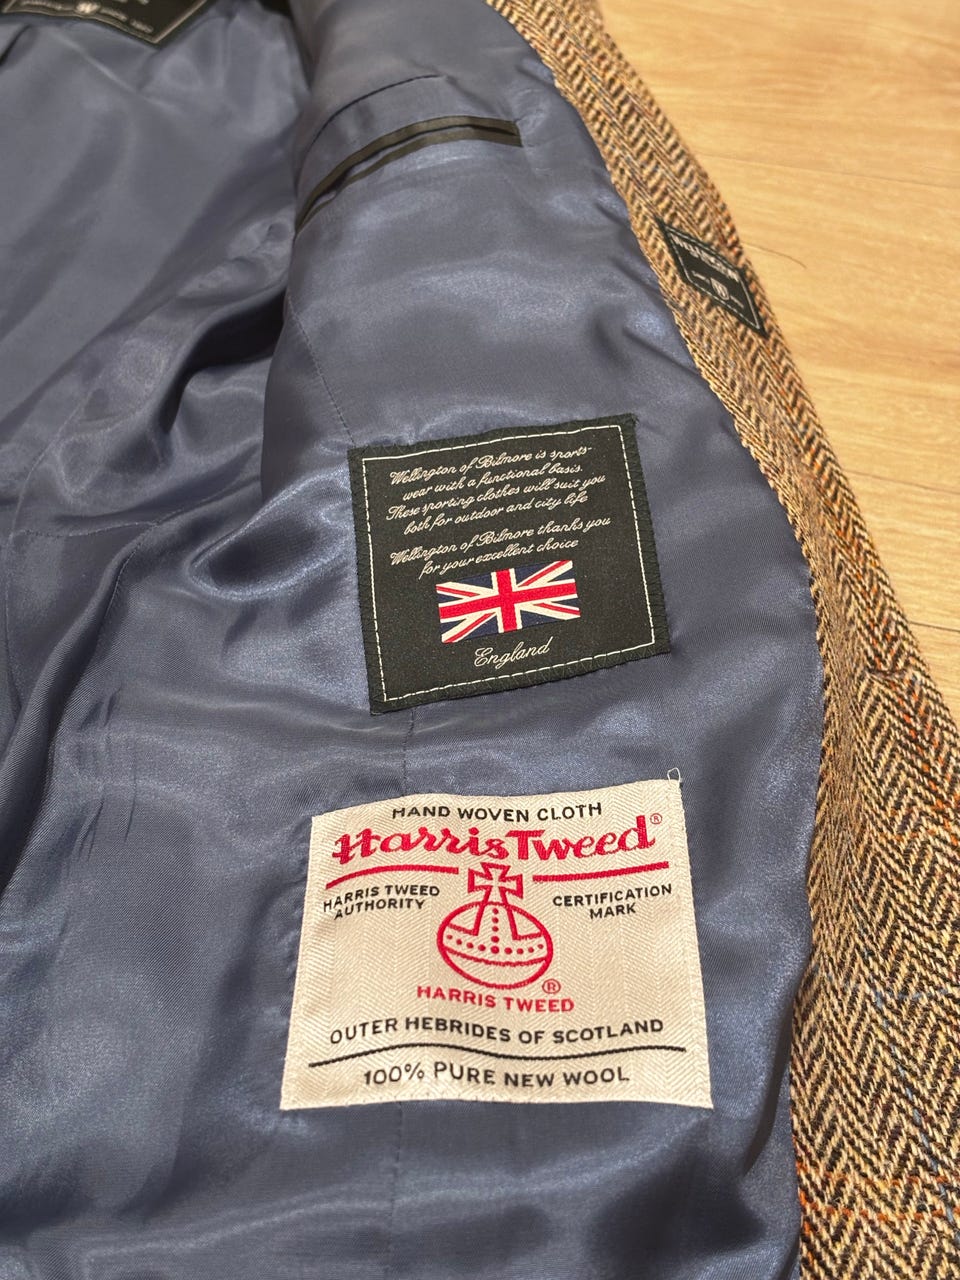 Wellington of Bilmore is sports-
wear with a functional basis.
These sporting clothes will suit you
both for outdoor and city life
Wellington of Bilmore thanks you
for your excellent choice
England
HAND WOVEN CLOTH
Harris Tweed®
HARRIS TWEED
AUTHORITY
CERTIFICATION
MARK
®
HARRIS TWEED
OUTER HEBRIDES OF SCOTLAND
100% PURE NEW WOOL